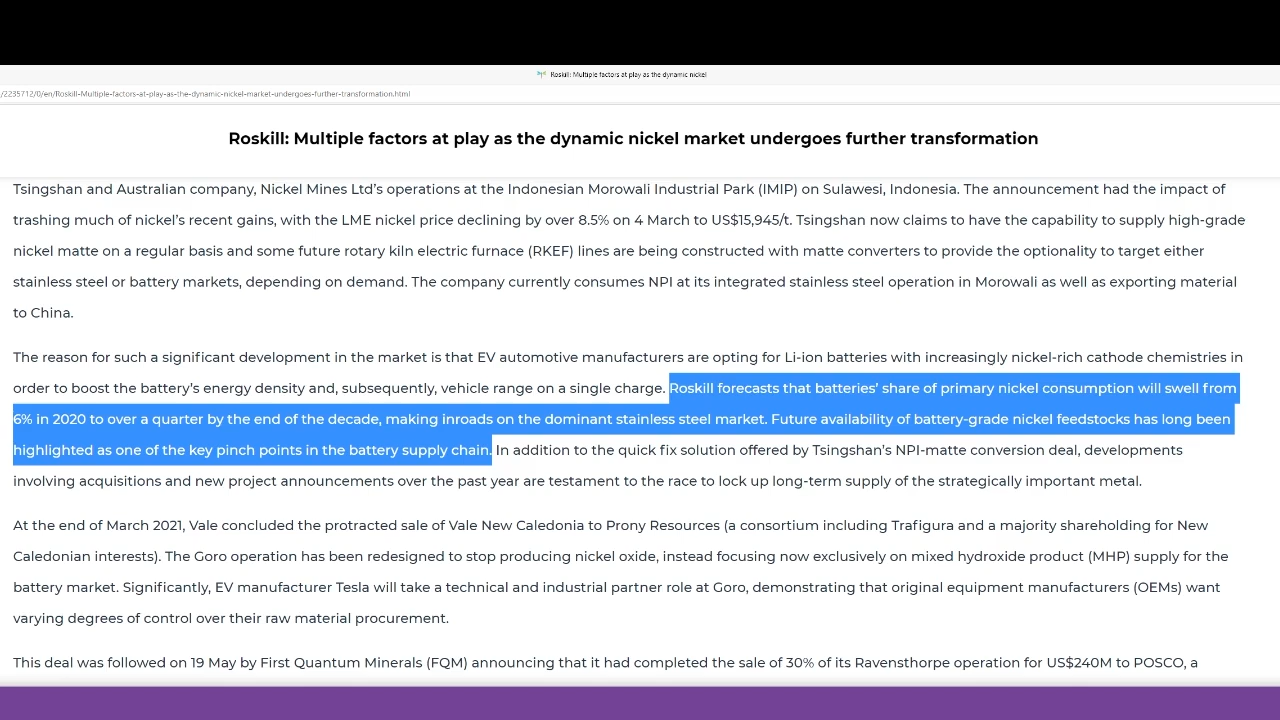 Roskill: Multiple factors at play as the dynamic nickel
/2235712/0/en/Roskill-Multiple-factors-at-play-as-the-dynamic-nickel-market-undergoes-further-transformation.html
Roskill: Multiple factors at play as the dynamic nickel market undergoes further transformation
Tsingshan and Australian company, Nickel Mines Ltd’s operations at the Indonesian Morowali Industrial Park (IMIP) on Sulawesi, Indonesia. The announcement had the impact of
trashing much of nickel’s recent gains, with the LME nickel price declining by over 8.5% on 4 March to US$15,945/t. Tsingshan now claims to have the capability to supply high-grade
nickel matte on a regular basis and some future rotary kiln electric furnace (RKEF) lines are being constructed with matte converters to provide the optionality to target either
stainless steel or battery markets, depending on demand. The company currently consumes NPI at its integrated stainless steel operation in Morowali as well as exporting material
to China.
The reason for such a significant development in the market is that EV automotive manufacturers are opting for Li-ion batteries with increasingly nickel-rich cathode chemistries in
order to boost the battery’s energy density and, subsequently, vehicle range on a single charge. Roskill forecasts that batteries’ share of primary nickel consumption will swell from
6% in 2020 to over a quarter by the end of the decade, making inroads on the dominant stainless steel market. Future availability of battery-grade nickel feedstocks has long been
highlighted as one of the key pinch points in the battery supply chain. In addition to the quick fix solution offered by Tsingshan’s NPI-matte conversion deal, developments
involving acquisitions and new project announcements over the past year are testament to the race to lock up long-term supply of the strategically important metal.
At the end of March 2021, Vale concluded the protracted sale of Vale New Caledonia to Prony Resources (a consortium including Trafigura and a majority shareholding for New
Caledonian interests). The Goro operation has been redesigned to stop producing nickel oxide, instead focusing now exclusively on mixed hydroxide product (MHP) supply for the
battery market. Significantly, EV manufacturer Tesla will take a technical and industrial partner role at Goro, demonstrating that original equipment manufacturers (OEMs) want
varying degrees of control over their raw material procurement.
This deal was followed on 19 May by First Quantum Minerals (FQM) announcing that it had completed the sale of 30% of its Ravensthorpe operation for US$240M to POSCO, a